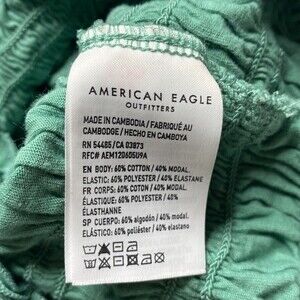 AMERICAN EAGLE
OUTFITTERS
MADE IN CAMBODIA / FABRIQUÉ AU
CAMBODGE / HECHO EN CAMBOYA
RN 54485/CA 03873
RFC# AEM120605U9A
EN BODY: 60% COTTON / 40% MODAL.
ELASTIC: 60% POLYESTER / 40% ELASTANE
FR CORPS: 60% COTON / 40% MODAL.
ÉLASTIQUE: 60% POLYESTER / 40%
ÉLASTHANNE
SP CUERPO: 60% algodón / 40% modal.
ELÁSTICO: 60% poliéster / 40% elastano